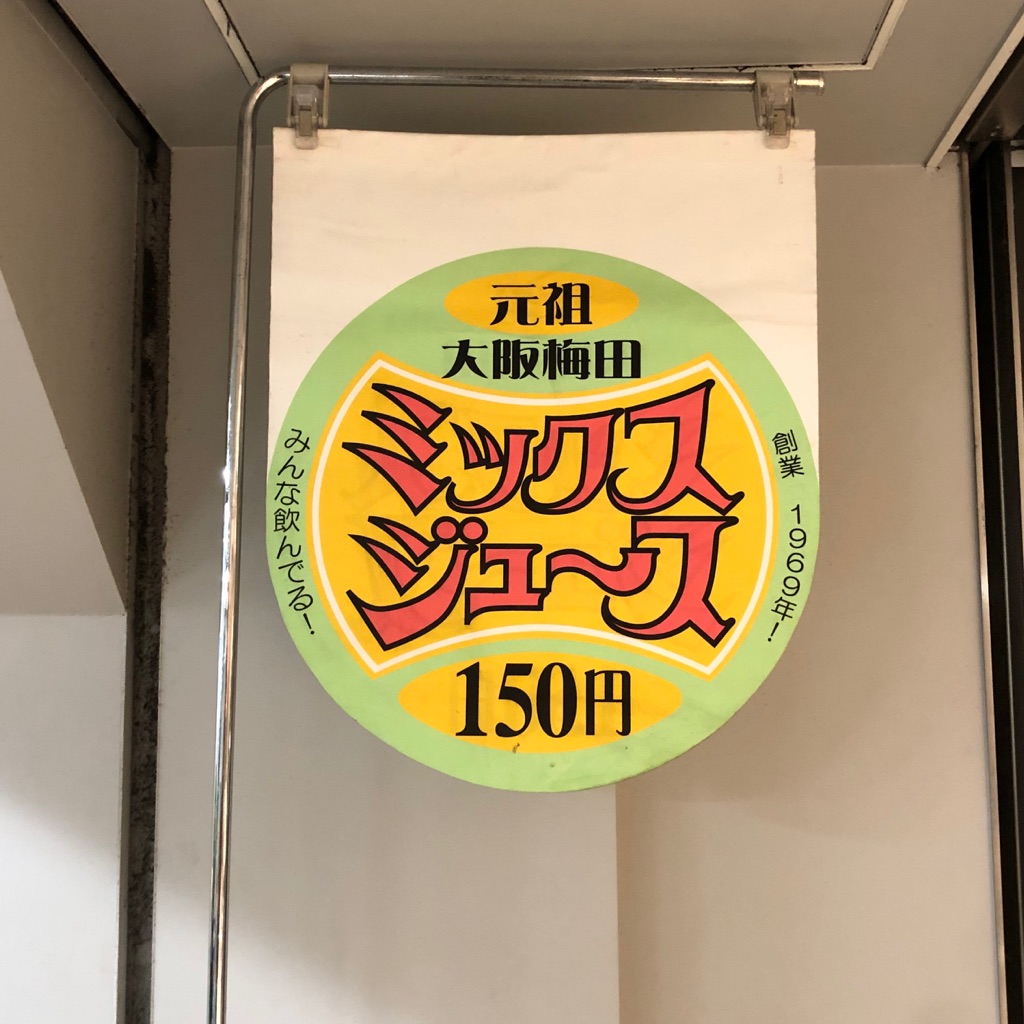 元祖
大阪梅田
ミックス
ジュ〜ス
150円
みんな飲んでる!
創業 1969年!